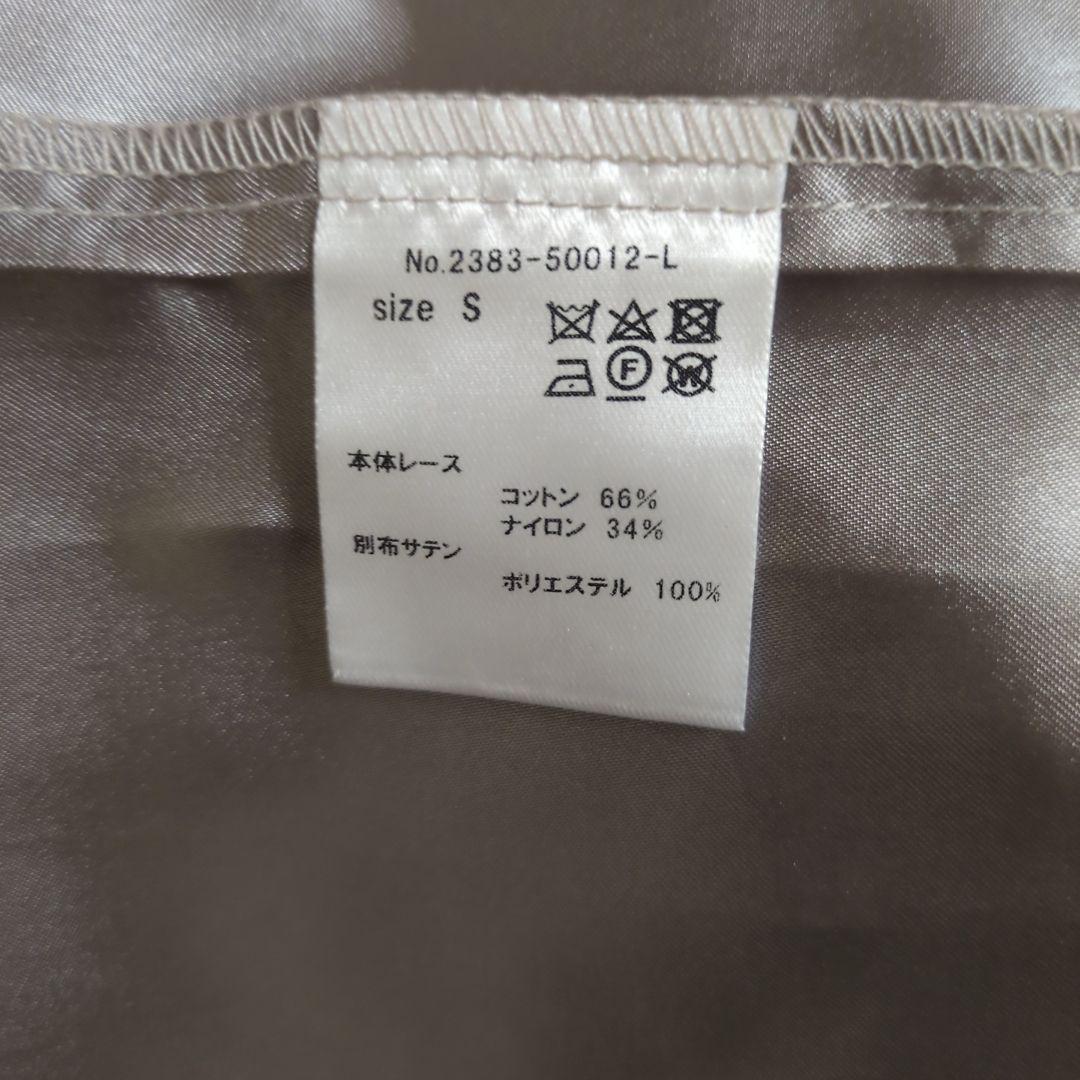 No.2383-50012-L
size S
F
W
本体レース
コットン 66%
ナイロン 34%
別布サテン
ポリエステル 100%